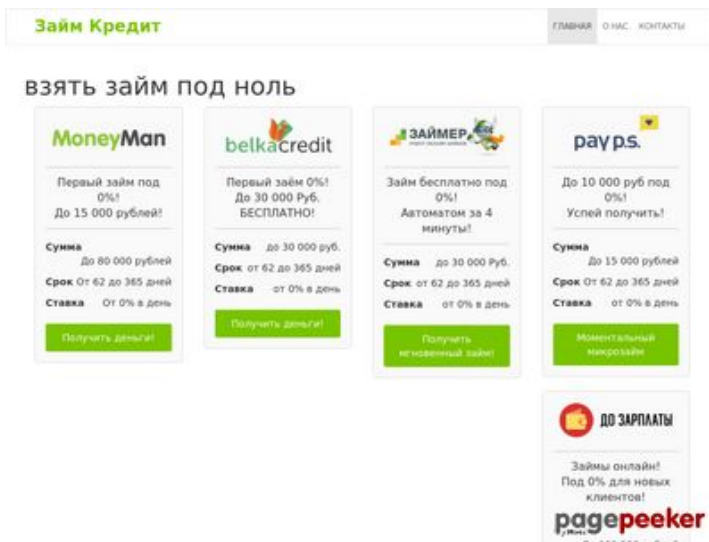 Займ Кредит
ГЛАВНАЯ О НАС КОНТАКТЫ
взять займ под ноль
MoneyMan
Первый займ под
0%!
До 15 000 рублей!
Сумма
До 80 000 рублей
Срок От 62 до 365 дней
Ставка От 0% в день
Получить деньги!
belkacredit
Первый заём 0%!
До 30 000 Руб.
БЕСПЛАТНО!
Сумма до 30 000 руб.
Срок от 62 до 365 дней
Ставка от 0% в день
Получить деньги!
ЗАЙМЕР
Займ бесплатно под
0%!
Автоматом за 4
минуты!
Сумма до 30 000 Руб.
Срок от 62 до 365 дней
Ставка от 0% в день
Получить
мгновенный займ!
pay p.s.
До 10 000 руб под
0%!
Успей получить!
Сумма
До 15 000 рублей
Срок От 62 до 365 дней
Ставка от 0% в день
Моментальный
микрозайм
ДО ЗАРПЛАТЫ
Займы онлайн!
Под 0% для новых
клиентов!
pagepeeker